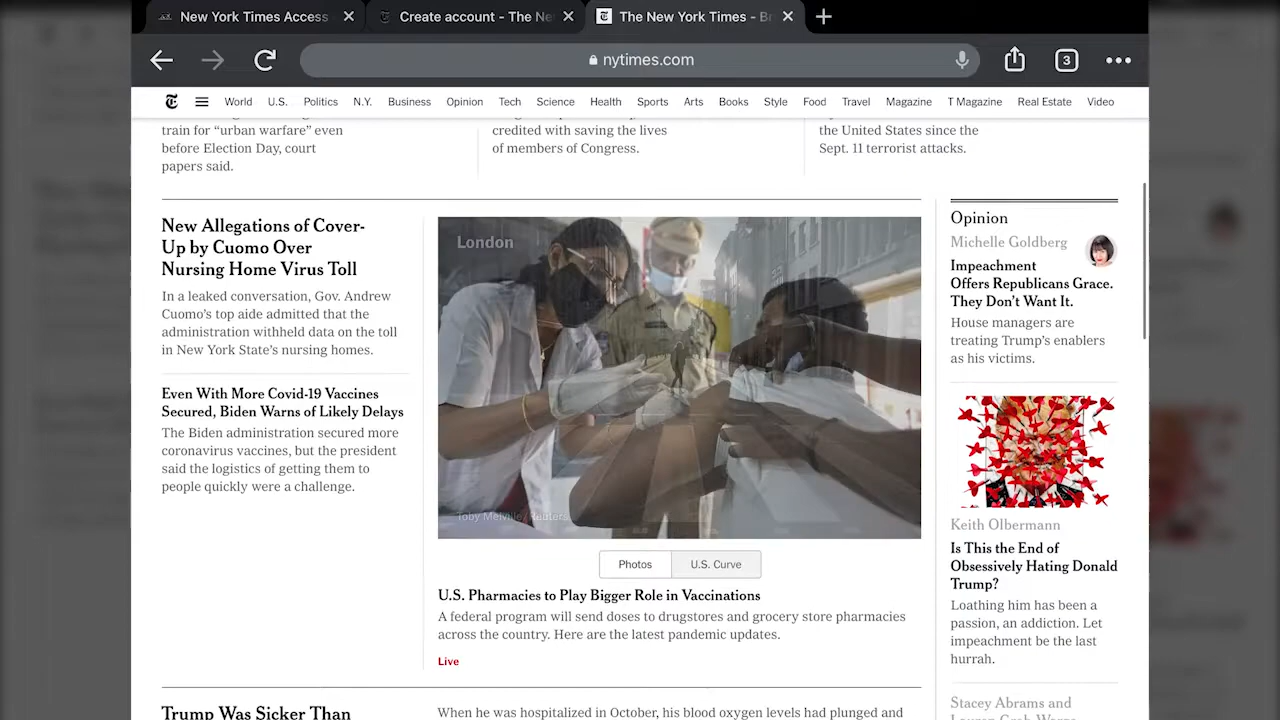 New York Times Access
Create account - The Ne
The New York Times - Br
nytimes.com
3
World U.S. Politics N.Y. Business Opinion Tech Science Health Sports Arts Books Style Food Travel Magazine T Magazine Real Estate Video
train for “urban warfare” even
before Election Day, court
papers said.
credited with saving the lives
of members of Congress.
the United States since the
Sept. 11 terrorist attacks.
New Allegations of Cover-
Up by Cuomo Over
Nursing Home Virus Toll
In a leaked conversation, Gov. Andrew
Cuomo’s top aide admitted that the
administration withheld data on the toll
in New York State’s nursing homes.
Even With More Covid-19 Vaccines
Secured, Biden Warns of Likely Delays
The Biden administration secured more
coronavirus vaccines, but the president
said the logistics of getting them to
people quickly were a challenge.
London
Toby Melville/Reuters
Photos
U.S. Curve
U.S. Pharmacies to Play Bigger Role in Vaccinations
A federal program will send doses to drugstores and grocery store pharmacies
across the country. Here are the latest pandemic updates.
Live
Opinion
Michelle Goldberg
Impeachment
Offers Republicans Grace.
They Don’t Want It.
House managers are
treating Trump’s enablers
as his victims.
Keith Olbermann
Is This the End of
Obsessively Hating Donald
Trump?
Loathing him has been a
passion, an addiction. Let
impeachment be the last
hurrah.
Stacey Abrams and
Trump Was Sicker Than
When he was hospitalized in October, his blood oxygen levels had plunged and